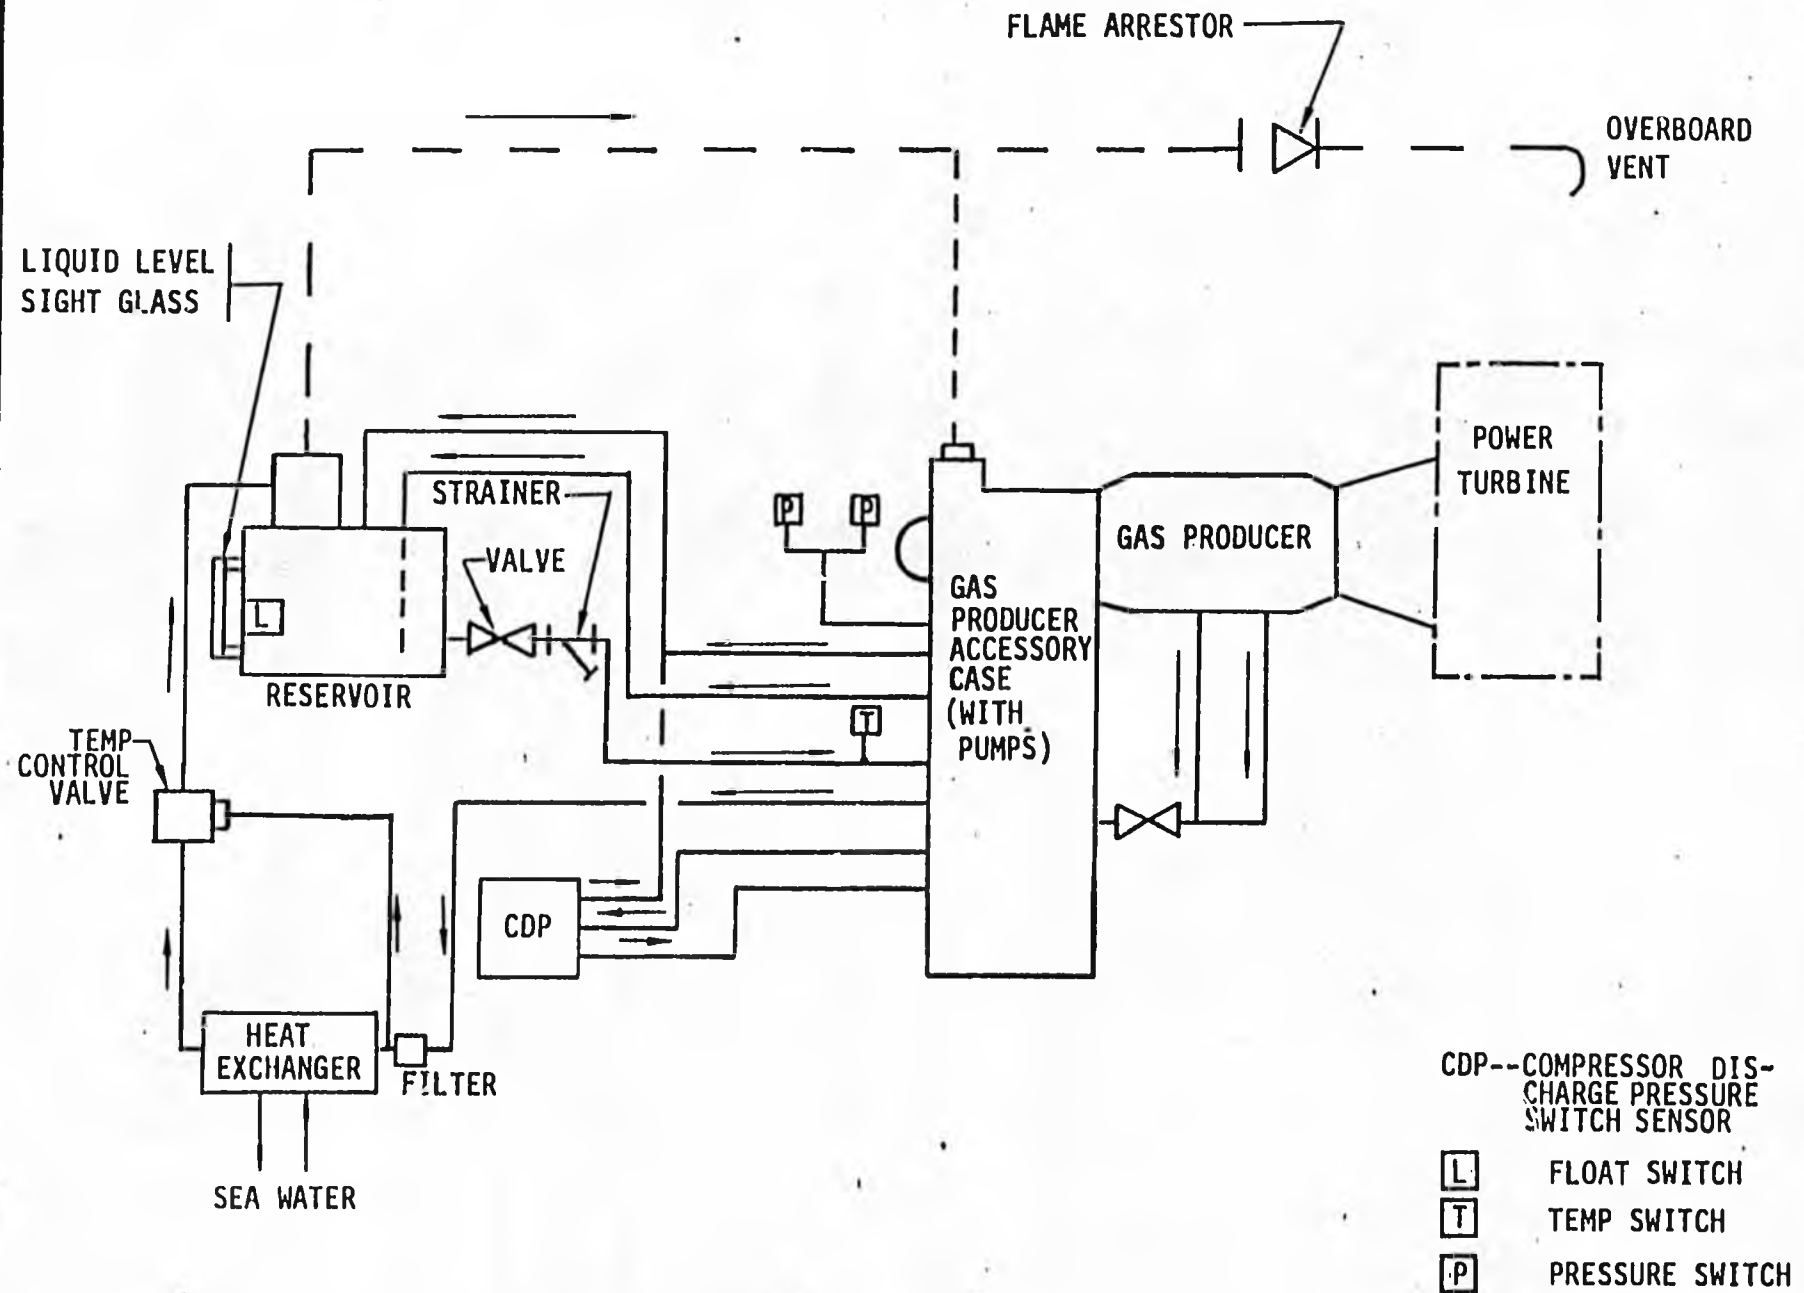 FLAME ARRESTOR
OVERBOARD
VENT
LIQUID LEVEL
SIGHT GLASS
POWER
TURBINE
STRAINER
P
P
VALVE
GAS PRODUCER
GAS
PRODUCER
ACCESSORY
CASE
(WITH
PUMPS)
L
RESERVOIR
T
TEMP
CONTROL
VALVE
CDP
HEAT
EXCHANGER
FILTER
SEA WATER
CDP--COMPRESSOR DIS-
CHARGE PRESSURE
SWITCH SENSOR
L FLOAT SWITCH
T TEMP SWITCH
P PRESSURE SWITCH